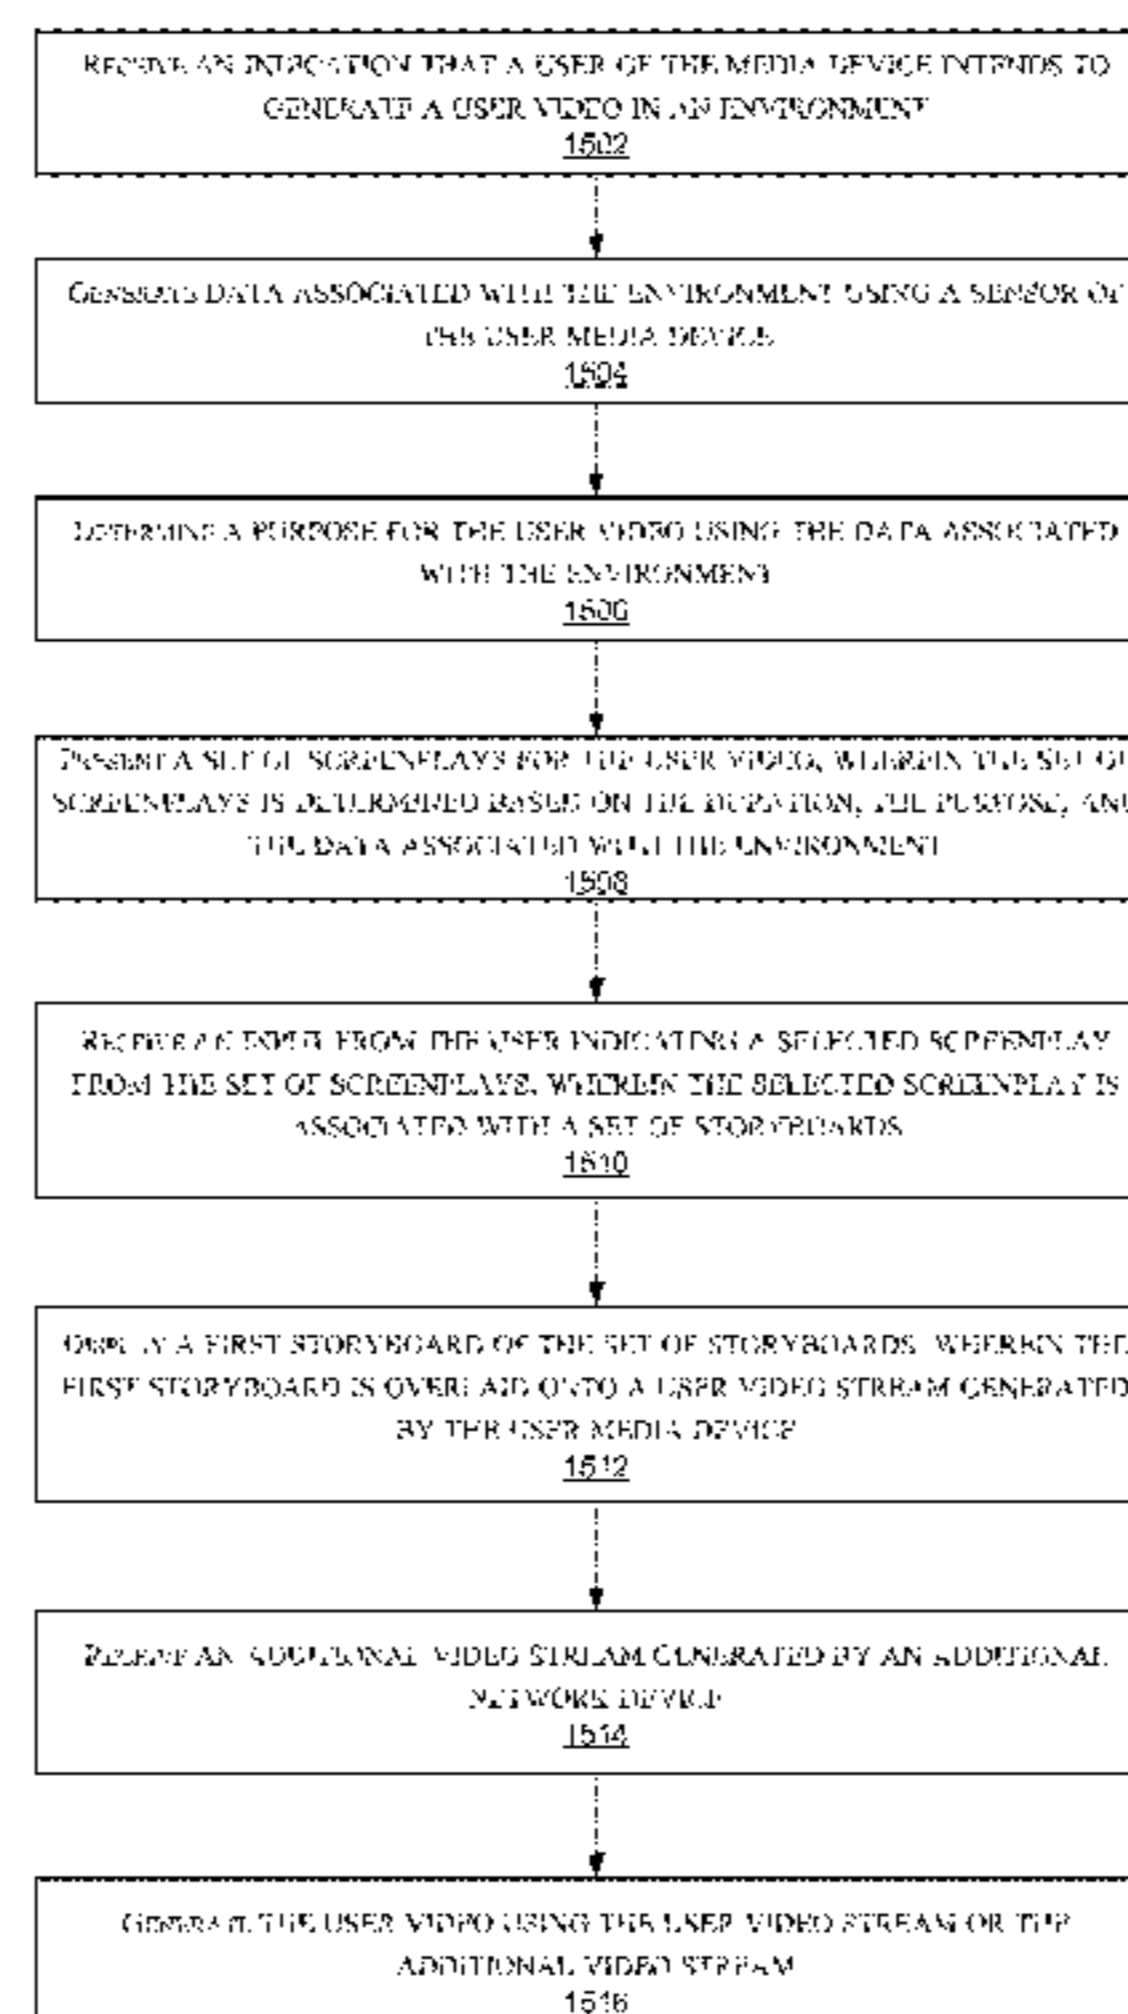 RECEIVE AN INDICATION THAT A USER OF THE MEDIA DEVICE INTENDS TO
GENERATE A USER VIDEO IN AN ENVIRONMENT
1502
GENERATE DATA ASSOCIATED WITH THE ENVIRONMENT USING A SENSOR OF
THE USER MEDIA DEVICE
1504
DETERMINE A PURPOSE FOR THE USER VIDEO USING THE DATA ASSOCIATED
WITH THE ENVIRONMENT
1506
PRESENT A SET OF SCREENPLAYS FOR THE USER VIDEO, WHEREIN THE SET OF
SCREENPLAYS IS DETERMINED BASED ON THE DURATION, THE PURPOSE, AND
THE DATA ASSOCIATED WITH THE ENVIRONMENT
1508
RECEIVE AN INPUT FROM THE USER INDICATING A SELECTED SCREENPLAY
FROM THE SET OF SCREENPLAYS, WHEREIN THE SELECTED SCREENPLAY IS
ASSOCIATED WITH A SET OF STORYBOARDS
1510
DISPLAY A FIRST STORYBOARD OF THE SET OF STORYBOARDS, WHEREIN THE
FIRST STORYBOARD IS OVERLAID ONTO A USER VIDEO STREAM GENERATED
BY THE USER MEDIA DEVICE
1512
RECEIVE AN ADDITIONAL VIDEO STREAM GENERATED BY AN ADDITIONAL
NETWORK DEVICE
1514
GENERATE THE USER VIDEO USING THE USER VIDEO STREAM OR THE
ADDITIONAL VIDEO STREAM
1516